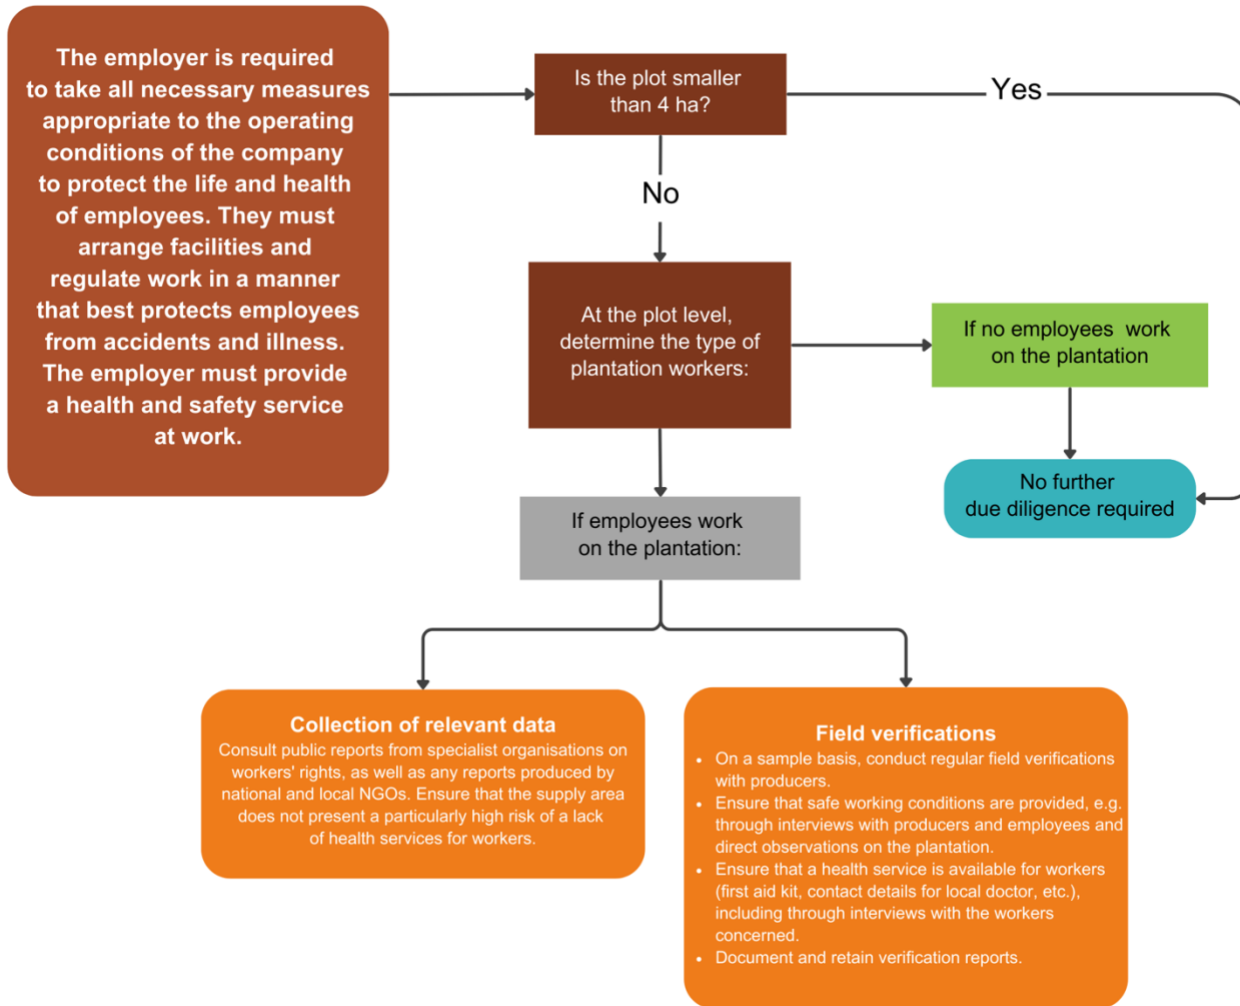 The employer is required
to take all necessary measures
appropriate to the operating
conditions of the company
to protect the life and health
of employees. They must
arrange facilities and
regulate work in a manner
that best protects employees
from accidents and illness.
The employer must provide
a health and safety service
at work.
Is the plot smaller
than 4 ha?
Yes
No
At the plot level,
determine the type of
plantation workers:
If no employees work
on the plantation
No further
due diligence required
If employees work
on the plantation:
Collection of relevant data
Consult public reports from specialist organisations on
workers' rights, as well as any reports produced by
national and local NGOs. Ensure that the supply area
does not present a particularly high risk of a lack
of health services for workers.
Field verifications
• On a sample basis, conduct regular field verifications
with producers.
• Ensure that safe working conditions are provided, e.g.
through interviews with producers and employees and
direct observations on the plantation.
• Ensure that a health service is available for workers
(first aid kit, contact details for local doctor, etc.),
including through interviews with the workers
concerned.
• Document and retain verification reports.